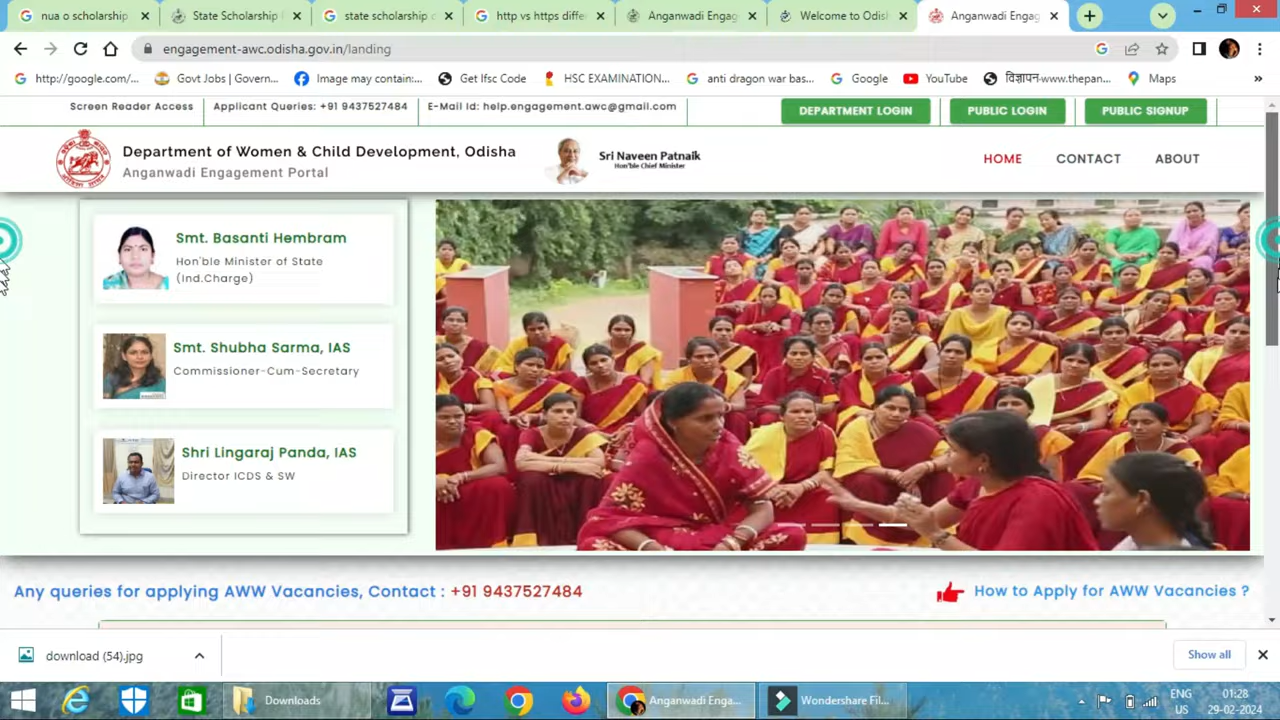 nua o scholarship
State Scholarship
state scholarship
http vs https diffe
Anganwadi Engag
Welcome to Odish
Anganwadi Engag
engagement-awc.odisha.gov.in/landing
http://google.com/...
Govt Jobs | Govern...
Image may contain:...
Get Ifsc Code
HSC EXAMINATION...
anti dragon war bas...
Google
YouTube
विज्ञापन-www.thepan...
Maps
»
Screen Reader Access
Applicant Queries: +91 9437527484
E-Mail Id: help.engagement.awc@gmail.com
DEPARTMENT LOGIN
PUBLIC LOGIN
PUBLIC SIGNUP
Department of Women & Child Development, Odisha
Anganwadi Engagement Portal
Sri Naveen Patnaik
Hon'ble Chief Minister
HOME
CONTACT
ABOUT
Smt. Basanti Hembram
Hon'ble Minister of State
(Ind.Charge)
Smt. Shubha Sarma, IAS
Commissioner-Cum-Secretary
Shri Lingaraj Panda, IAS
Director ICDS & SW
Any queries for applying AWW Vacancies, Contact : +91 9437527484
How to Apply for AWW Vacancies ?
download (54).jpg
Show all
Downloads
Anganwadi Enga...
Wondershare Fil...
ENG
US
01:28
29-02-2024